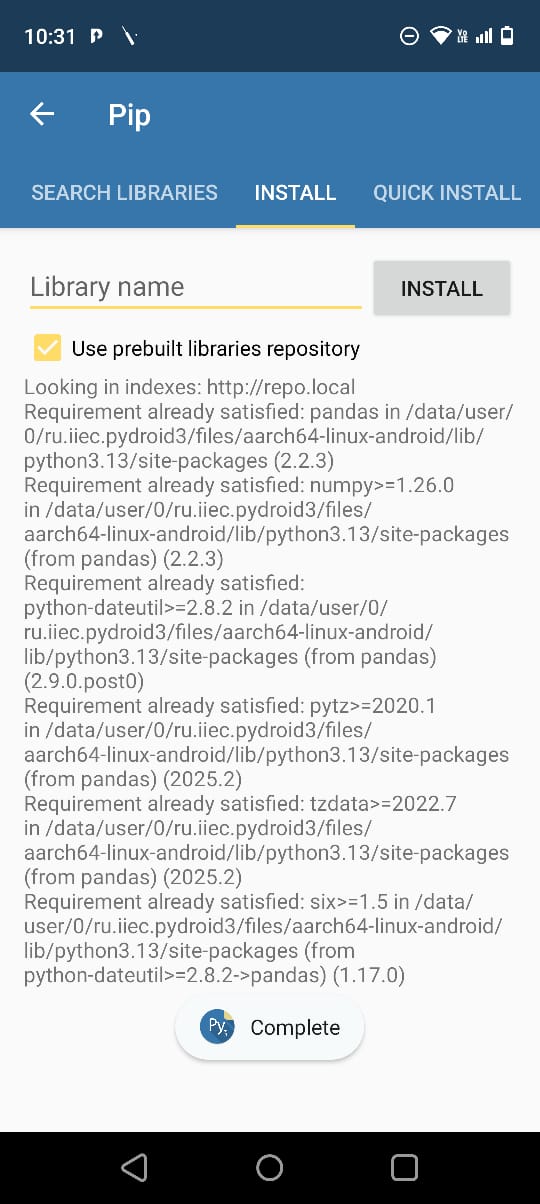 10:31
Vo
LTE
Pip
SEARCH LIBRARIES INSTALL QUICK INSTALL
Library name INSTALL
Use prebuilt libraries repository
Looking in indexes: http://repo.local
Requirement already satisfied: pandas in /data/user/
0/ru.iiec.pydroid3/files/aarch64-linux-android/lib/
python3.13/site-packages (2.2.3)
Requirement already satisfied: numpy>=1.26.0
in /data/user/0/ru.iiec.pydroid3/files/
aarch64-linux-android/lib/python3.13/site-packages
(from pandas) (2.2.3)
Requirement already satisfied:
python-dateutil>=2.8.2 in /data/user/0/
ru.iiec.pydroid3/files/aarch64-linux-android/
lib/python3.13/site-packages (from pandas)
(2.9.0.post0)
Requirement already satisfied: pytz>=2020.1
in /data/user/0/ru.iiec.pydroid3/files/
aarch64-linux-android/lib/python3.13/site-packages
(from pandas) (2025.2)
Requirement already satisfied: tzdata>=2022.7
in /data/user/0/ru.iiec.pydroid3/files/
aarch64-linux-android/lib/python3.13/site-packages
(from pandas) (2025.2)
Requirement already satisfied: six>=1.5 in /data/
user/0/ru.iiec.pydroid3/files/aarch64-linux-android/
lib/python3.13/site-packages (from
python-dateutil>=2.8.2->pandas) (1.17.0)
Py Complete